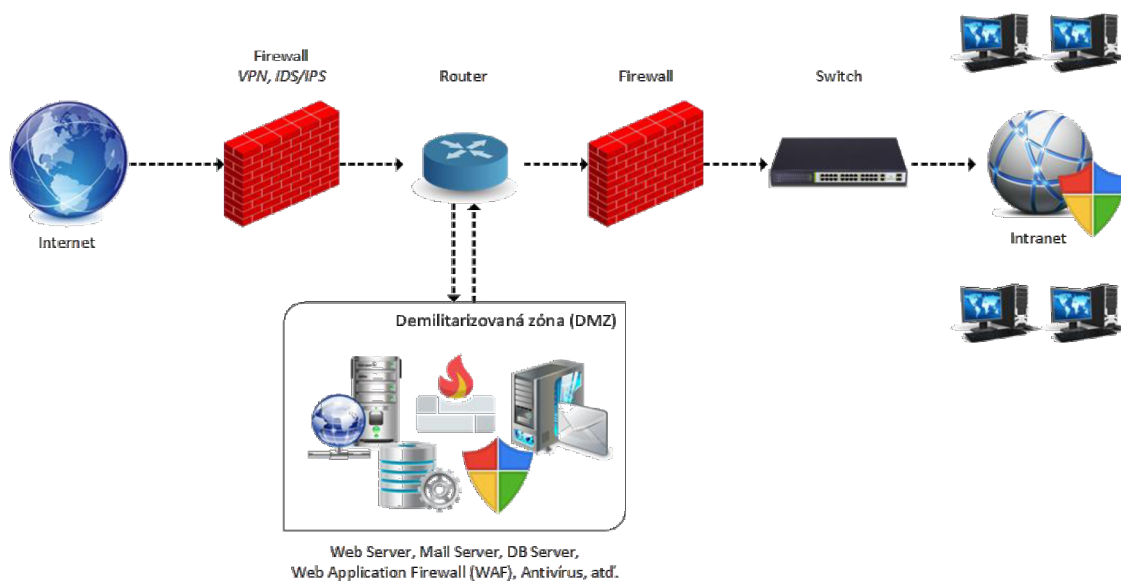 Firewall
VPN, IDS/IPS
Router
Firewall
Switch
Internet
Intranet
Demilitarizovaná zóna (DMZ)
Web Server, Mail Server, DB Server,
Web Application Firewall (WAF), Antivírus, atď.